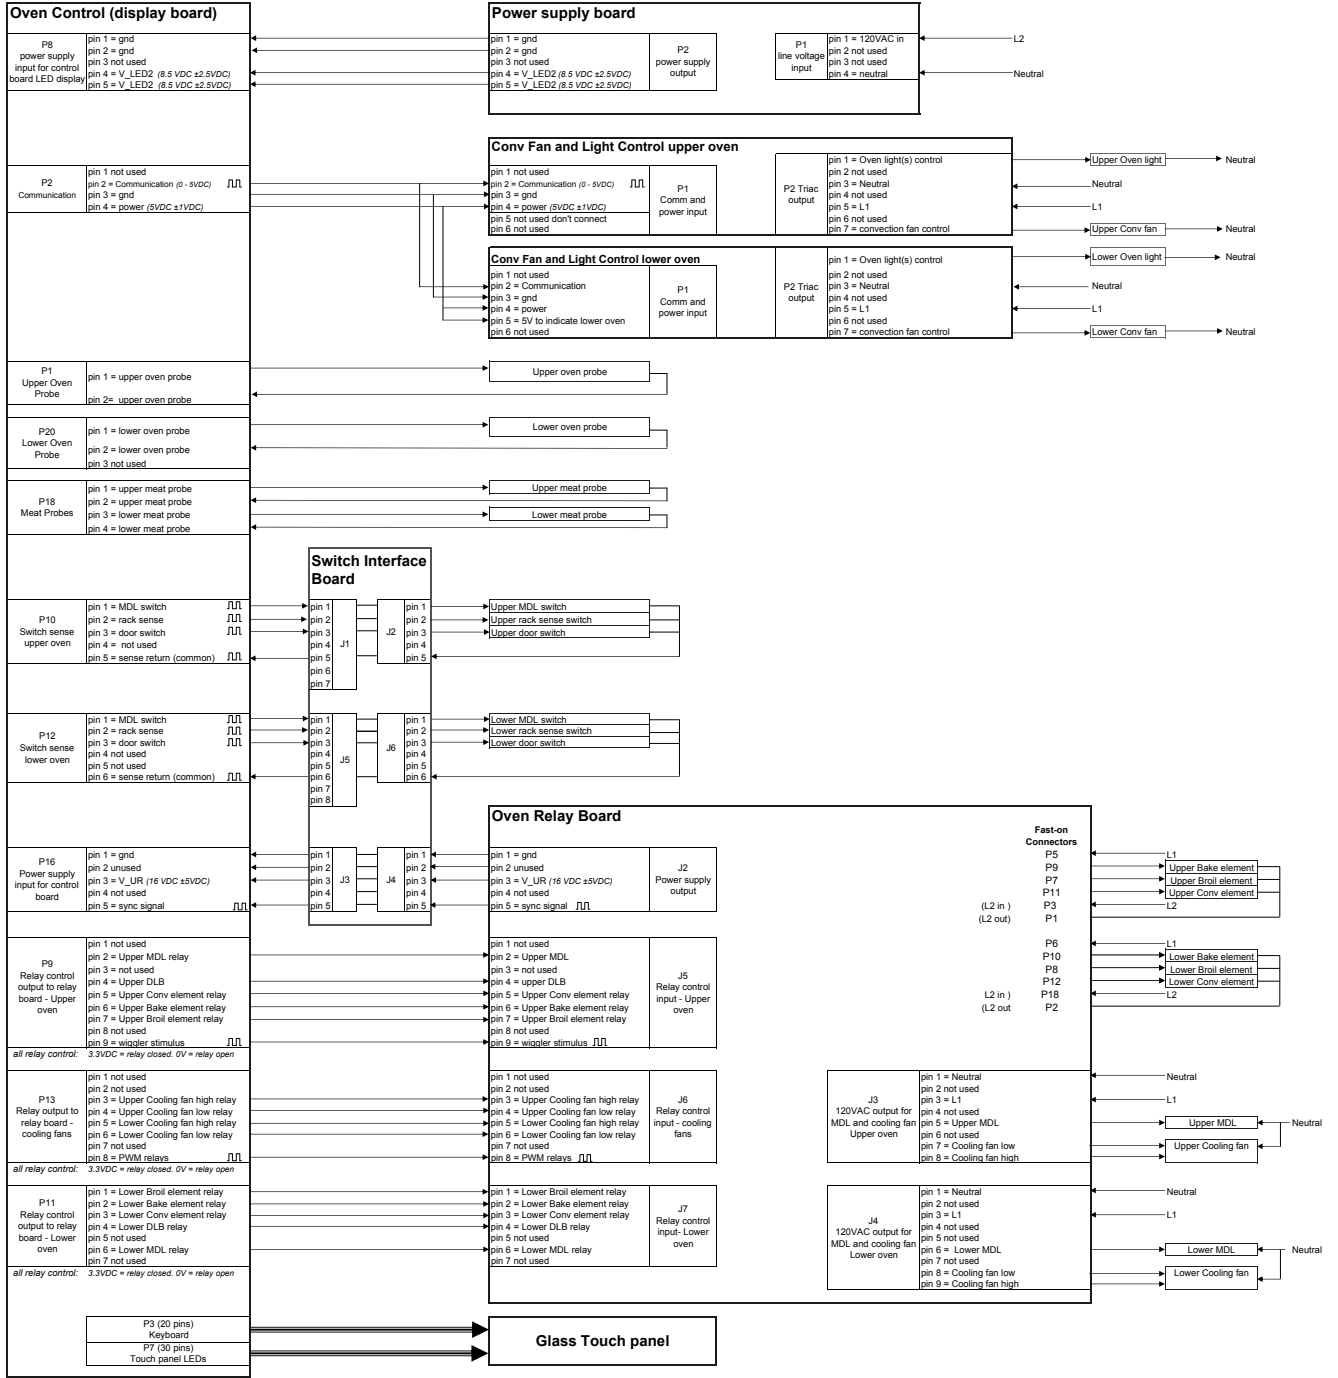 Oven Control (display board)
P8
power supply
input for control
board LED display
pin 1 = gnd
pin 2 = gnd
pin 3 not used
pin 4 = V_LED2 (8.5 VDC ±2.5VDC)
pin 5 = V_LED2 (8.5 VDC ±2.5VDC)
Power supply board
pin 1 = gnd
pin 2 = gnd
pin 3 not used
pin 4 = V_LED2 (8.5 VDC ±2.5VDC)
pin 5 = V_LED2 (8.5 VDC ±2.5VDC)
P2
power supply
output
P1
line voltage
input
pin 1 = 120VAC in
pin 2 not used
pin 3 not used
pin 4 = neutral
L2
Neutral
P2
Communication
pin 1 not used
pin 2 = Communication (0 - 5VDC)
pin 3 = gnd
pin 4 = power (5VDC ±1VDC)
Conv Fan and Light Control upper oven
pin 1 not used
pin 2 = Communication (0 - 5VDC)
pin 3 = gnd
pin 4 = power (5VDC ±1VDC)
pin 5 not used don't connect
pin 6 not used
P1
Comm and
power input
P2 Triac
output
pin 1 = Oven light(s) control
pin 2 not used
pin 3 = Neutral
pin 4 not used
pin 5 = L1
pin 6 not used
pin 7 = convection fan control
Upper Oven light
Neutral
Neutral
L1
Upper Conv fan
Neutral
Conv Fan and Light Control lower oven
pin 1 not used
pin 2 = Communication
pin 3 = gnd
pin 4 = power
pin 5 = 5V to indicate lower oven
pin 6 not used
P1
Comm and
power input
P2 Triac
output
pin 1 = Oven light(s) control
pin 2 not used
pin 3 = Neutral
pin 4 not used
pin 5 = L1
pin 6 not used
pin 7 = convection fan control
Lower Oven light
Neutral
Neutral
L1
Lower Conv fan
Neutral
P1
Upper Oven
Probe
pin 1 = upper oven probe
pin 2= upper oven probe
Upper oven probe
P20
Lower Oven
Probe
pin 1 = lower oven probe
pin 2 = lower oven probe
pin 3 not used
Lower oven probe
P18
Meat Probes
pin 1 = upper meat probe
pin 2 = upper meat probe
pin 3 = lower meat probe
pin 4 = lower meat probe
Upper meat probe
Lower meat probe
Switch Interface
Board
P10
Switch sense
upper oven
pin 1 = MDL switch
pin 2 = rack sense
pin 3 = door switch
pin 4 = not used
pin 5 = sense return (common)
pin 1
pin 2
pin 3
pin 4
pin 5
pin 6
pin 7
J1
J2
pin 1
pin 2
pin 3
pin 4
pin 5
Upper MDL switch
Upper rack sense switch
Upper door switch
P12
Switch sense
lower oven
pin 1 = MDL switch
pin 2 = rack sense
pin 3 = door switch
pin 4 not used
pin 5 not used
pin 6 = sense return (common)
pin 1
pin 2
pin 3
pin 4
pin 5
pin 6
pin 7
pin 8
J5
J6
pin 1
pin 2
pin 3
pin 4
pin 5
pin 6
Lower MDL switch
Lower rack sense switch
Lower door switch
P16
Power supply
input for control
board
pin 1 = gnd
pin 2 unused
pin 3 = V_UR (16 VDC ±5VDC)
pin 4 not used
pin 5 = sync signal
pin 1
pin 2
pin 3
pin 4
pin 5
J3
J4
pin 1
pin 2
pin 3
pin 4
pin 5
Oven Relay Board
pin 1 = gnd
pin 2 unused
pin 3 = V_UR (16 VDC ±5VDC)
pin 4 not used
pin 5 = sync signal
J2
Power supply
output
Fast-on
Connectors
P5
P9
P7
P11
(L2 in ) P3
(L2 out) P1
L1
Upper Bake element
Upper Broil element
Upper Conv element
L2
P6
P10
P8
P12
L2 in ) P18
(L2 out P2
L1
Lower Bake element
Lower Broil element
Lower Conv element
L2
P9
Relay control
output to relay
board - Upper
oven
pin 1 not used
pin 2 = Upper MDL relay
pin 3 = not used
pin 4 = Upper DLB
pin 5 = Upper Conv element relay
pin 6 = Upper Bake element relay
pin 7 = Upper Broil element relay
pin 8 not used
pin 9 = wiggler stimulus
all relay control: 3.3VDC = relay closed. 0V = relay open
pin 1 not used
pin 2 = Upper MDL
pin 3 = not used
pin 4 = upper DLB
pin 5 = Upper Conv element relay
pin 6 = Upper Bake element relay
pin 7 = Upper Broil element relay
pin 8 not used
pin 9 = wiggler stimulus
J5
Relay control
input - Upper
oven
P13
Relay output to
relay board -
cooling fans
pin 1 not used
pin 2 not used
pin 3 = Upper Cooling fan high relay
pin 4 = Upper Cooling fan low relay
pin 5 = Lower Cooling fan high relay
pin 6 = Lower Cooling fan low relay
pin 7 not used
pin 8 = PWM relays
all relay control: 3.3VDC = relay closed. 0V = relay open
pin 1 not used
pin 2 not used
pin 3 = Upper Cooling fan high relay
pin 4 = Upper Cooling fan low relay
pin 5 = Lower Cooling fan high relay
pin 6 = Lower Cooling fan low relay
pin 7 not used
pin 8 = PWM relays
J6
Relay control
input - cooling
fans
J3
120VAC output for
MDL and cooling fan
Upper oven
pin 1 = Neutral
pin 2 not used
pin 3 = L1
pin 4 not used
pin 5 = Upper MDL
pin 6 not used
pin 7 = Cooling fan low
pin 8 = Cooling fan high
Neutral
L1
Upper MDL
Neutral
Upper Cooling fan
P11
Relay control
output to relay
board - Lower
oven
pin 1 = Lower Broil element relay
pin 2 = Lower Bake element relay
pin 3 = Lower Conv element relay
pin 4 = Lower DLB relay
pin 5 not used
pin 6 = Lower MDL relay
pin 7 not used
all relay control: 3.3VDC = relay closed. 0V = relay open
pin 1 = Lower Broil element relay
pin 2 = Lower Bake element relay
pin 3 = Lower Conv element relay
pin 4 = Lower DLB relay
pin 5 not used
pin 6 = Lower MDL relay
pin 7 not used
J7
Relay control
input- Lower
oven
J4
120VAC output for
MDL and cooling fan
Lower oven
pin 1 = Neutral
pin 2 not used
pin 3 = L1
pin 4 not used
pin 5 not used
pin 6 = Lower MDL
pin 7 not used
pin 8 = Cooling fan low
pin 9 = Cooling fan high
Neutral
L1
Lower MDL
Neutral
Lower Cooling fan
P3 (20 pins)
Keyboard
P7 (30 pins)
Touch panel LEDs
Glass Touch panel